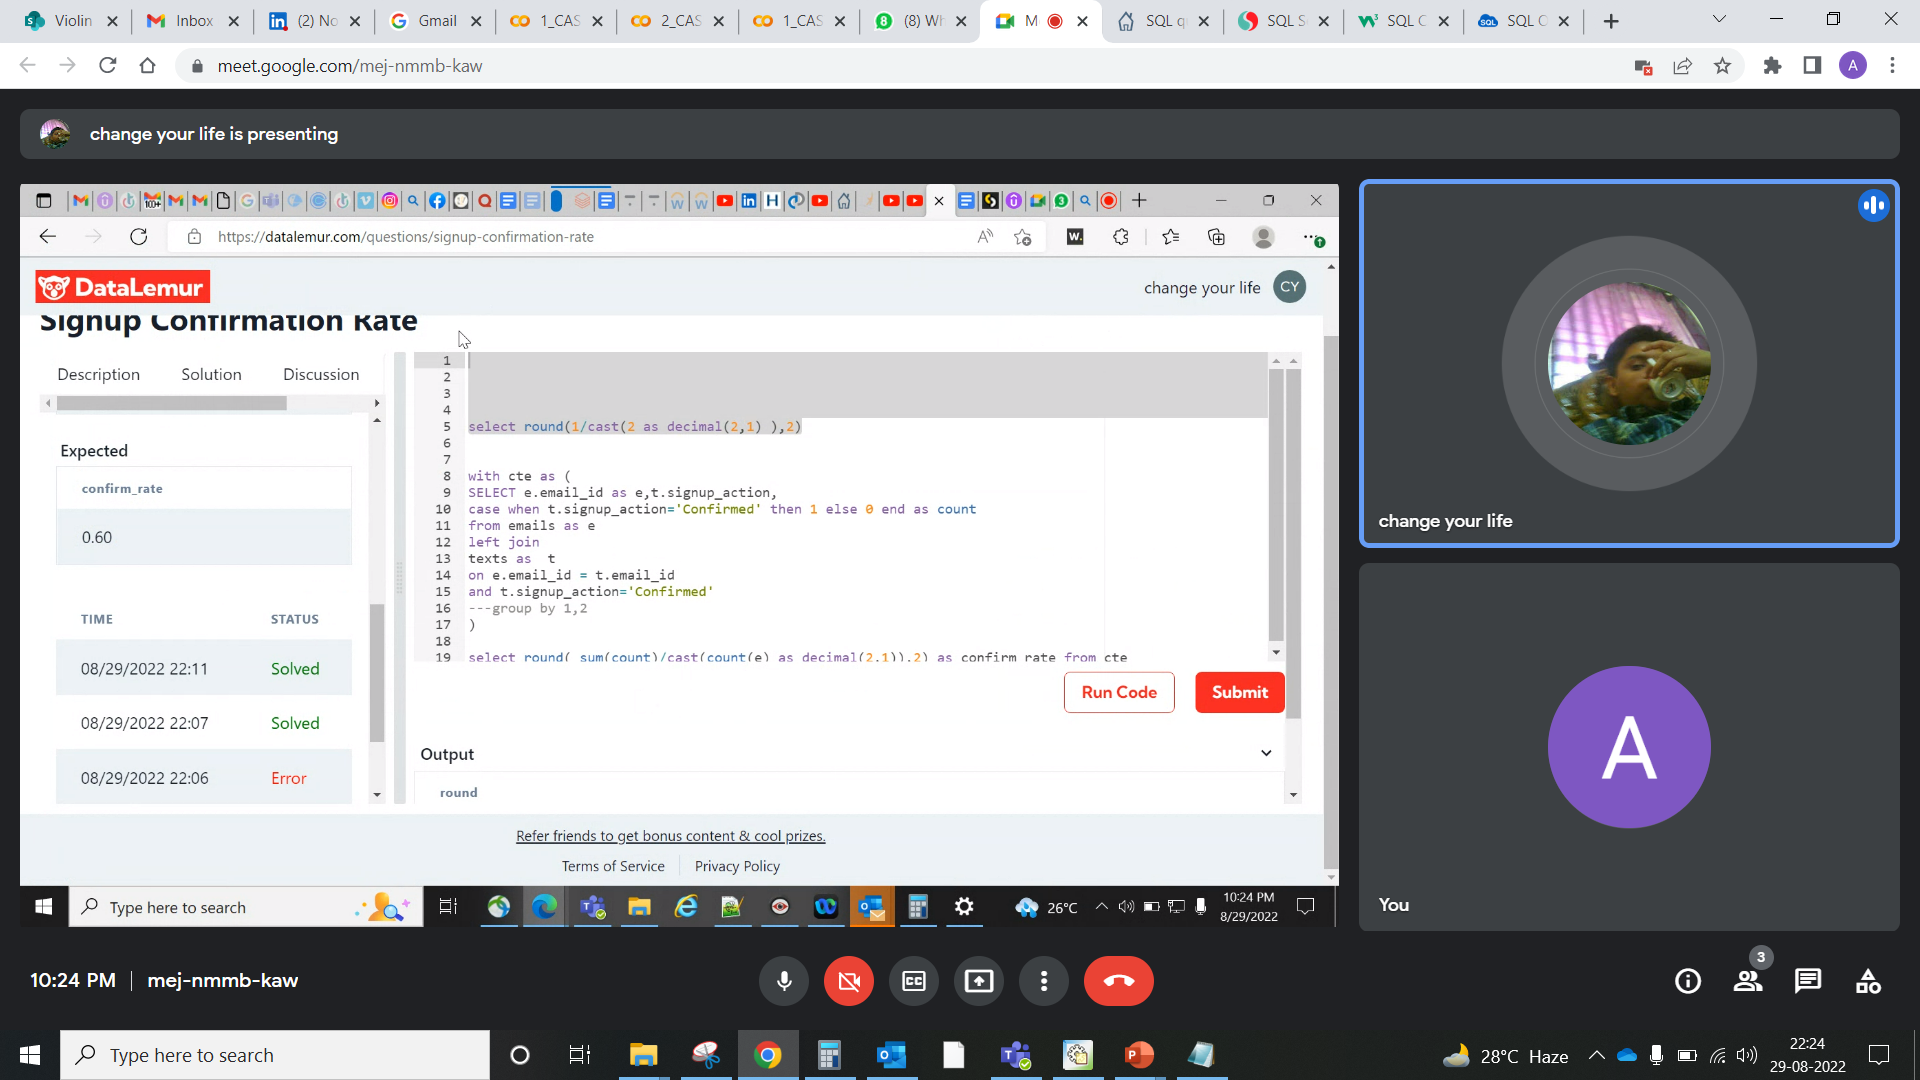 Violin
Inbox
(2) No
Gmail
1_CAS
2_CAS
1_CAS
(8) Wh
M
SQL q
SQL S
SQL C
SQL C
meet.google.com/mej-nmmb-kaw
A
change your life is presenting
https://datalemur.com/questions/signup-confirmation-rate
DataLemur
change your life
CY
Signup Confirmation Rate
Description
Solution
Discussion
Expected
confirm_rate
0.60
TIME
STATUS
08/29/2022 22:11
Solved
08/29/2022 22:07
Solved
08/29/2022 22:06
Error
1
2
3
4
5 select round(1/cast(2 as decimal(2,1) ),2)
6
7
8 with cte as (
9 SELECT e.email_id as e,t.signup_action,
10 case when t.signup_action='Confirmed' then 1 else 0 end as count
11 from emails as e
12 left join
13 texts as  t
14 on e.email_id = t.email_id
15 and t.signup_action='Confirmed'
16 ---group by 1,2
17 )
18
19 select round( sum(count)/cast(count(e) as decimal(2,1)),2) as confirm_rate from cte
Run Code
Submit
Output
round
Refer friends to get bonus content & cool prizes.
Terms of Service
Privacy Policy
Type here to search
26°C
10:24 PM
8/29/2022
change your life
A
You
10:24 PM
mej-nmmb-kaw
3
Type here to search
28°C Haze
22:24
29-08-2022